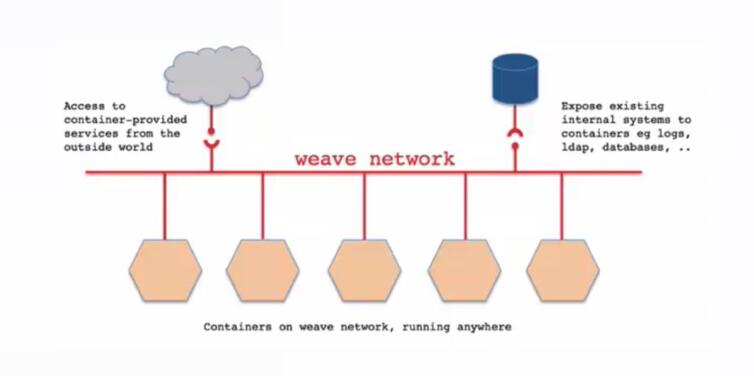 Access to
container-provided
services from the
outside world
Expose existing
internal systems to
containers eg logs,
ldap, databases, ..
weave network
Containers on weave network, running anywhere